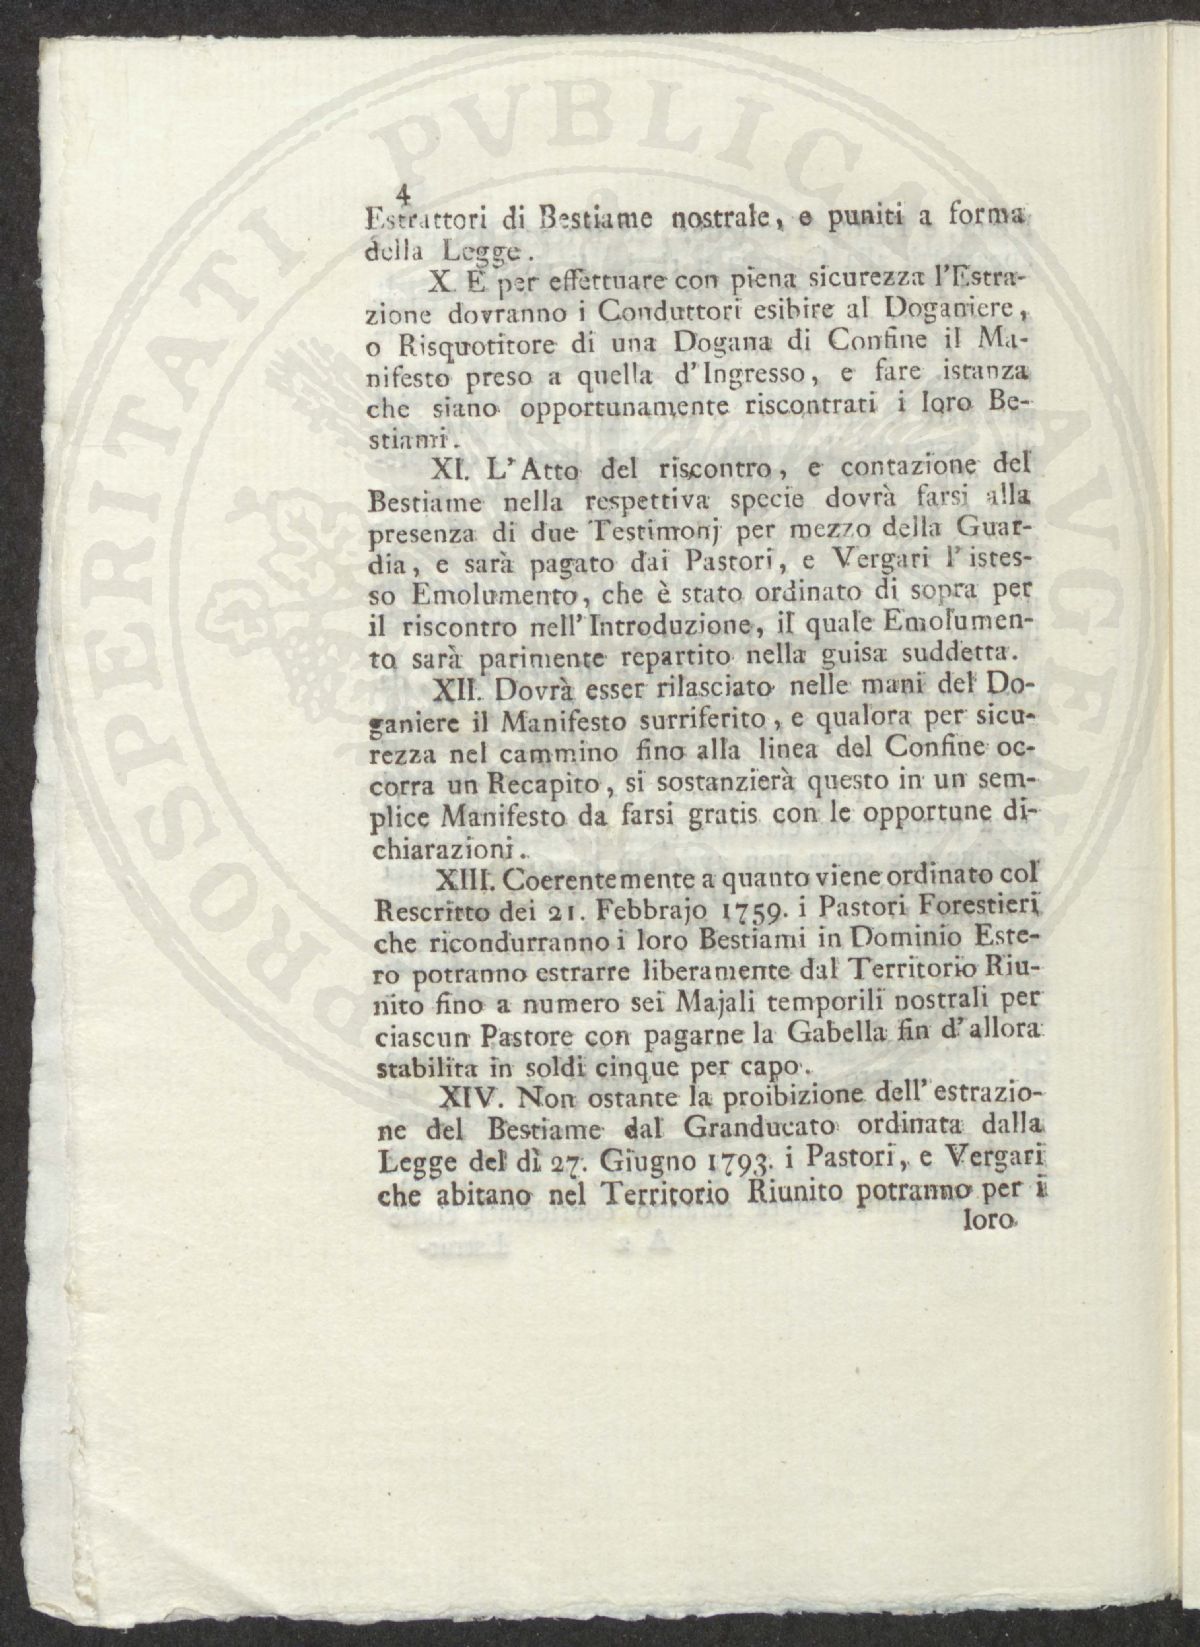 4
Estrattori di Bestiame nostrale, e puniti a forma
della Legge.
X. E per effettuare con piena sicurezza l'Estra-
zione dovranno i Conduttori esibire al Doganiere,
o Risquotitore di una Dogana di Confine il Ma-
nifesto preso a quella d'Ingresso, e fare istanza
che siano opportunamente riscontrati i loro Be-
stiami.
XI. L'Atto del riscontro, e contazione del
Bestiame nella respettiva specie dovrà farsi alla
presenza di due Testimonj per mezzo della Guar-
dia, e sarà pagato dai Pastori, e Vergari l'istes-
so Emolumento, che è stato ordinato di sopra per
il riscontro nell'Introduzione, il quale Emolumen-
to sarà parimente repartito nella guisa suddetta.
XII. Dovrà esser rilasciato nelle mani del Do-
ganiere il Manifesto surriferito, e qualora per sicu-
rezza nel cammino fino alla linea del Confine oc-
corra un Recapito, si sostanzierà questo in un sem-
plice Manifesto da farsi gratis con le opportune di-
chiarazioni.
XIII. Coerentemente a quanto viene ordinato col
Rescritto dei 21. Febbrajo 1759. i Pastori Forestieri
che ricondurranno i loro Bestiami in Dominio Este-
ro potranno estrarre liberamente dal Territorio Riu-
nito fino a numero sei Majali temporili nostrali per
ciascun Pastore con pagarne la Gabella fin d'allora
stabilita in soldi cinque per capo.
XIV. Non ostante la proibizione dell'estrazio-
ne del Bestiame dal Granducato ordinata dalla
Legge del dì 27. Giugno 1793. i Pastori, e Vergari
che abitano nel Territorio Riunito potranno per i
loro
PROSPERITATI PUBLICAE AVGEN